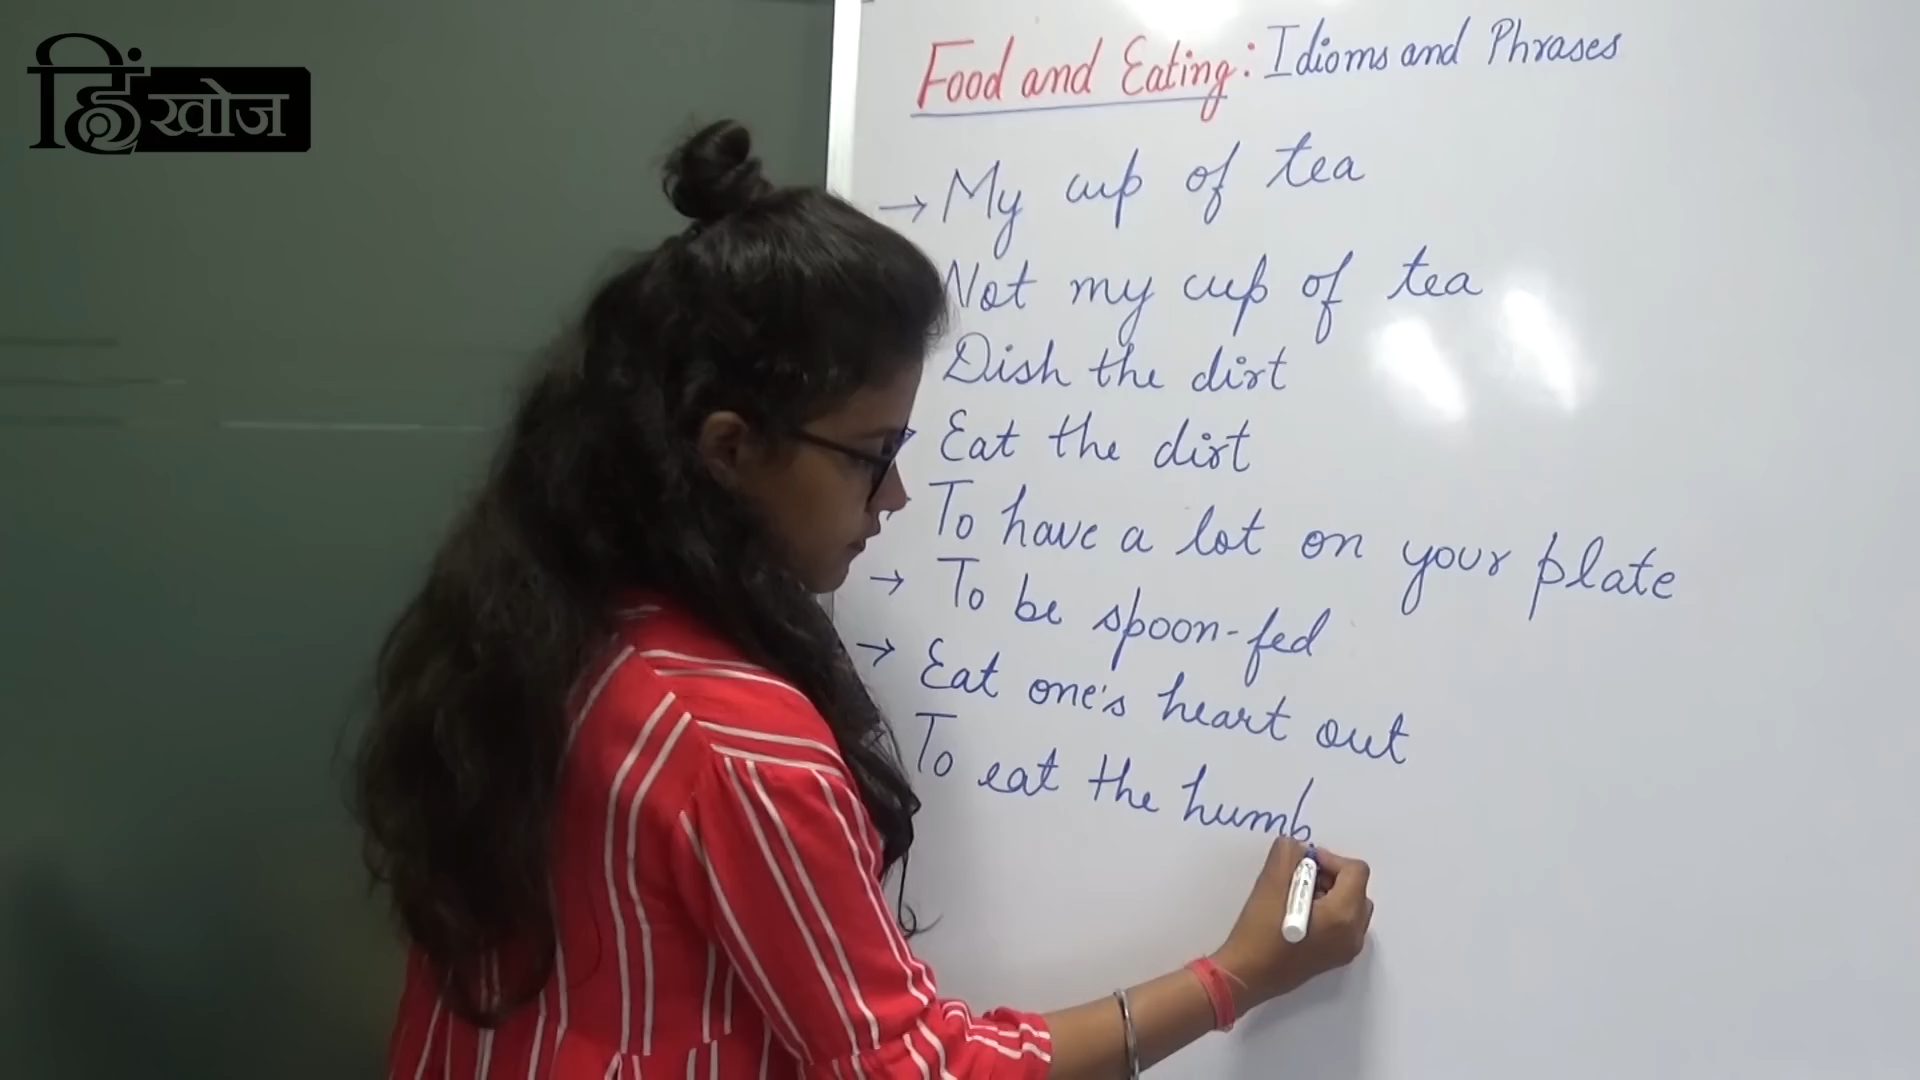 हिंखोज
Food and Eating: Idioms and Phrases
→ My cup of tea
Not my cup of tea
Dish the dirt
Eat the dirt
To have a lot on your plate
→ To be spoon-fed
→ Eat one's heart out
To eat the humb